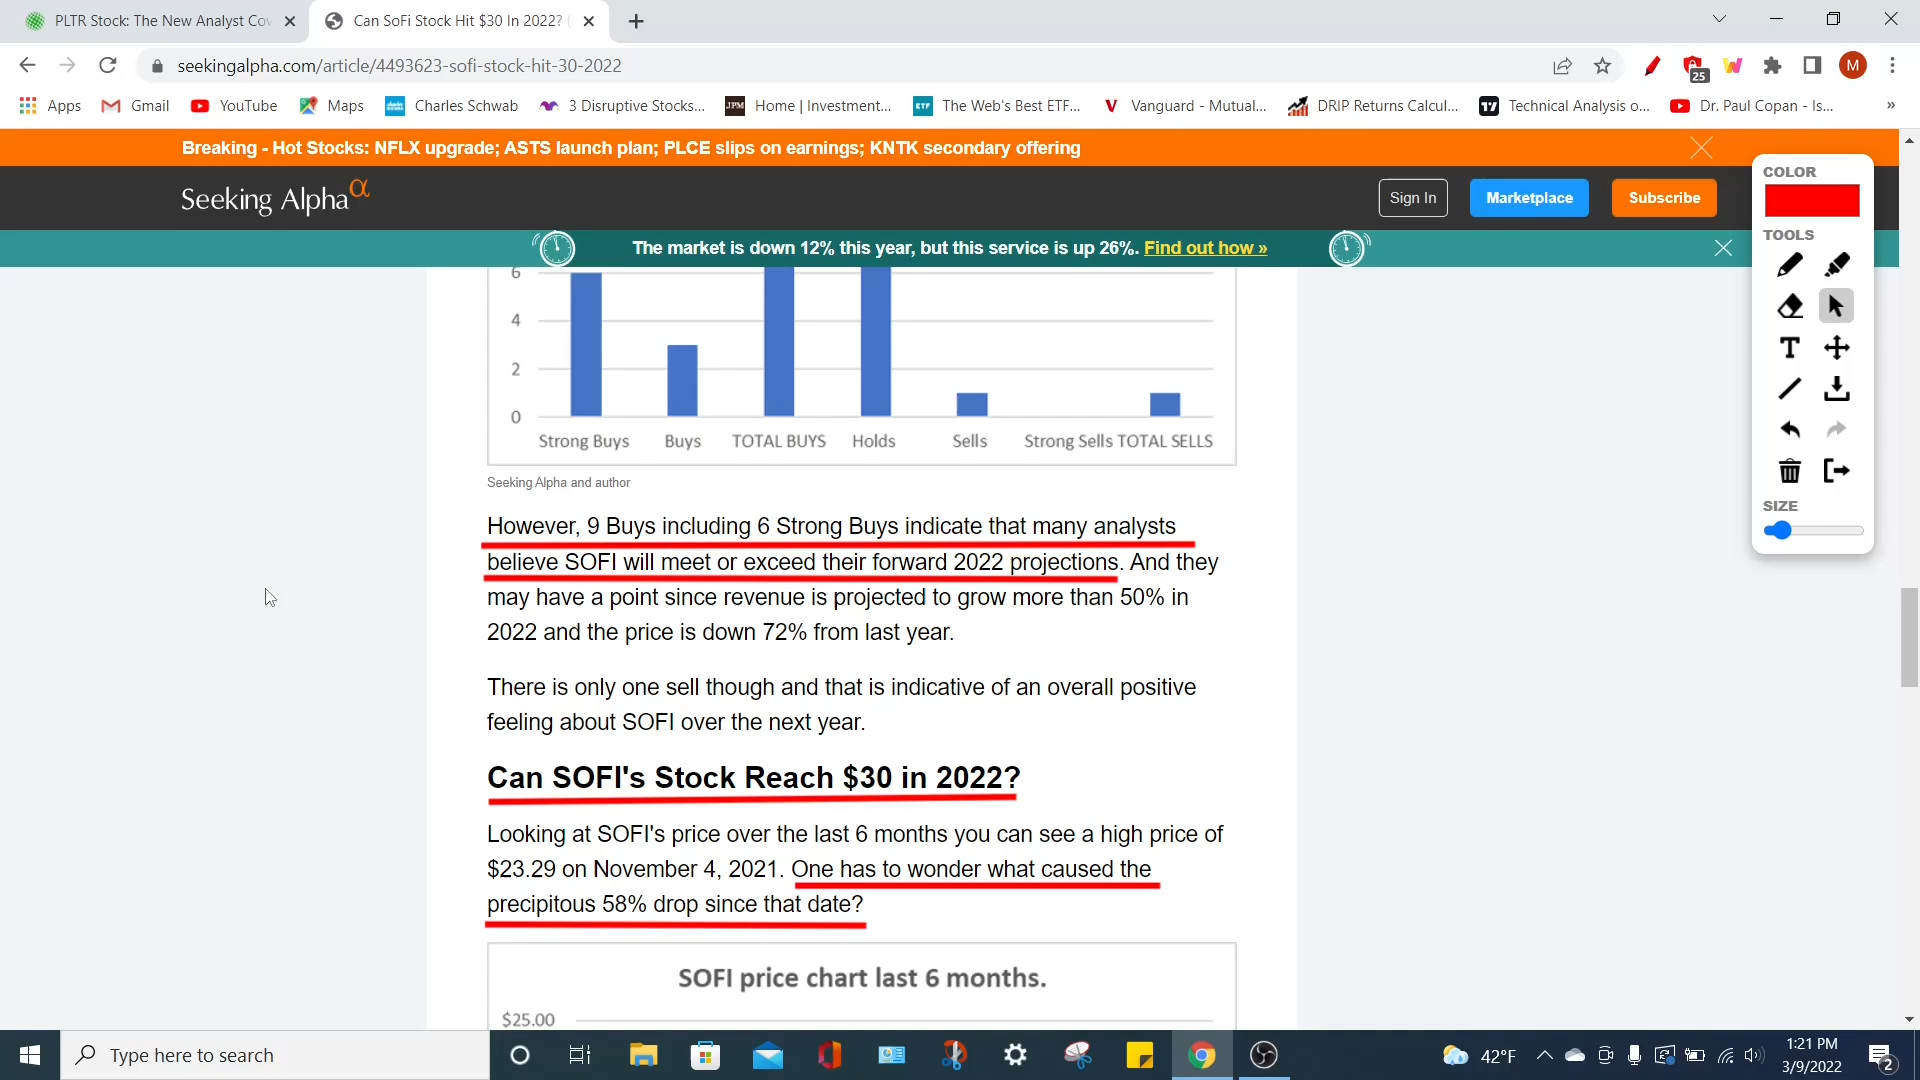 PLTR Stock: The New Analyst Cov
Can SoFi Stock Hit $30 In 2022? (
seekingalpha.com/article/4493623-sofi-stock-hit-30-2022
25
M
Apps
Gmail
YouTube
Maps
Charles Schwab
3 Disruptive Stocks...
JPM
Home | Investment...
ETF
The Web's Best ETF...
Vanguard - Mutual...
DRIP Returns Calcul...
Technical Analysis o...
Dr. Paul Copan - Is...
»
Breaking - Hot Stocks: NFLX upgrade; ASTS launch plan; PLCE slips on earnings; KNTK secondary offering
Seeking Alpha α
Sign In
Marketplace
Subscribe
The market is down 12% this year, but this service is up 26%. Find out how »
COLOR
TOOLS
T
SIZE
6
4
2
0
Strong Buys Buys TOTAL BUYS Holds Sells Strong Sells TOTAL SELLS
Seeking Alpha and author
However, 9 Buys including 6 Strong Buys indicate that many analysts
believe SOFI will meet or exceed their forward 2022 projections. And they
may have a point since revenue is projected to grow more than 50% in
2022 and the price is down 72% from last year.
There is only one sell though and that is indicative of an overall positive
feeling about SOFI over the next year.
Can SOFI's Stock Reach $30 in 2022?
Looking at SOFI's price over the last 6 months you can see a high price of
$23.29 on November 4, 2021. One has to wonder what caused the
precipitous 58% drop since that date?
SOFI price chart last 6 months.
$25.00
Type here to search
42°F
1:21 PM
3/9/2022
2